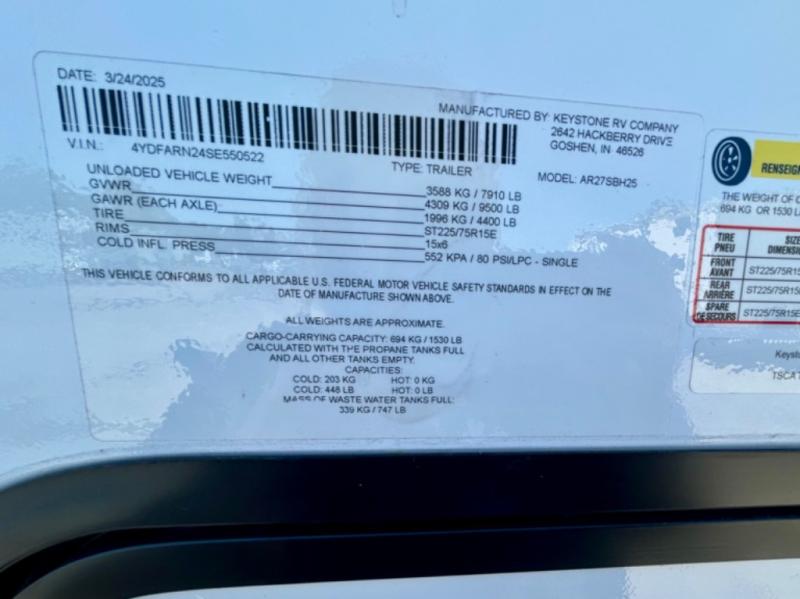 DATE: 3/24/2025
MANUFACTURED BY: KEYSTONE RV COMPANY
2642 HACKBERRY DRIVE
GOSHEN, IN 46526
V.I.N.: 4YDFARN24SE550522
TYPE: TRAILER
MODEL: AR27SBH25
UNLOADED VEHICLE WEIGHT 3588 KG / 7910 LB
GVWR 4309 KG / 9500 LB
GAWR (EACH AXLE) 1996 KG / 4400 LB
TIRE ST225/75R15E
RIMS 15x6
COLD INFL. PRESS 552 KPA / 80 PSI/LPC - SINGLE
THIS VEHICLE CONFORMS TO ALL APPLICABLE U.S. FEDERAL MOTOR VEHICLE SAFETY STANDARDS IN EFFECT ON THE
DATE OF MANUFACTURE SHOWN ABOVE.
ALL WEIGHTS ARE APPROXIMATE.
CARGO-CARRYING CAPACITY: 694 KG / 1530 LB
CALCULATED WITH THE PROPANE TANKS FULL
AND ALL OTHER TANKS EMPTY.
CAPACITIES:
COLD: 203 KG HOT: 0 KG
COLD: 448 LB HOT: 0 LB
MASS OF WASTE WATER TANKS FULL:
339 KG / 747 LB
RENSEIGN
THE WEIGHT OF
694 KG OR 1530 L
TIRE SIZE
PNEU DIMENS
FRONT
AVANT ST225/75R15
REAR
ARRIÈRE ST225/75R15
SPARE
DE SECOURS ST225/75R15E
Keyston
TSCA T